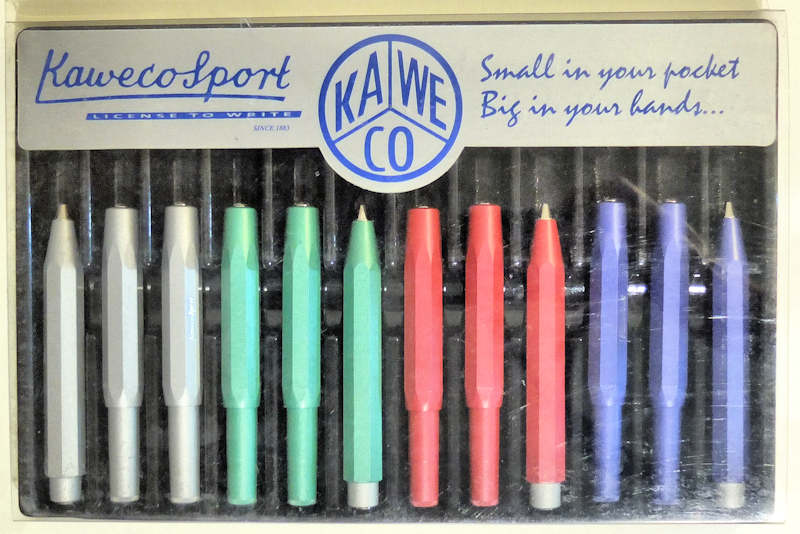 KawecoSport
LICENSE TO WRITE
SINCE 1883
KA WE
CO
Small in your pocket
Big in your hands...